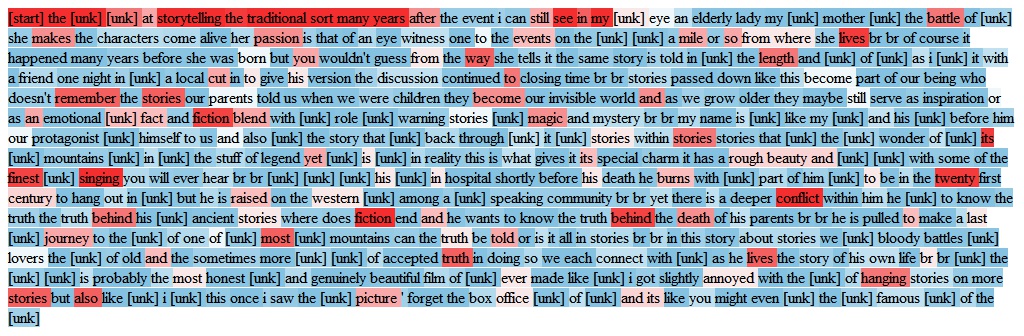 [start] the [unk] [unk] at storytelling the traditional sort many years after the event i can still see in my [unk] eye an elderly lady my [unk] mother [unk] the battle of [unk]
she makes the characters come alive her passion is that of an eye witness one to the events on the [unk] [unk] a mile or so from where she lives br br of course it
happened many years before she was born but you wouldn't guess from the way she tells it the same story is told in [unk] the length and [unk] of [unk] as i [unk] it with
a friend one night in [unk] a local cut in to give his version the discussion continued to closing time br br stories passed down like this become part of our being who
doesn't remember the stories our parents told us when we were children they become our invisible world and as we grow older they maybe still serve as inspiration or
as an emotional [unk] fact and fiction blend with [unk] role [unk] warning stories [unk] magic and mystery br br my name is [unk] like my [unk] and his [unk] before him
our protagonist [unk] himself to us and also [unk] the story that [unk] back through [unk] it [unk] stories within stories stories that [unk] the [unk] wonder of [unk] its
[unk] mountains [unk] in [unk] the stuff of legend yet [unk] is [unk] in reality this is what gives it its special charm it has a rough beauty and [unk] with some of the
finest [unk] singing you will ever hear br br [unk] [unk] [unk] his [unk] in hospital shortly before his death he burns with [unk] part of him [unk] to be in the twenty first
century to hang out in [unk] but he is raised on the western [unk] among a [unk] speaking community br br yet there is a deeper conflict within him he [unk] to know the
truth the truth behind his [unk] ancient stories where does fiction end and he wants to know the truth behind the death of his parents br br he is pulled to make a last
[unk] journey to the [unk] of one of [unk] most [unk] mountains can the truth be told or is it all in stories br br in this story about stories we [unk] bloody battles [unk]
lovers the [unk] of old and the sometimes more [unk] of accepted truth in doing so we each connect with [unk] as he lives the story of his own life br br [unk] the
[unk] [unk] is probably the most honest [unk] and genuinely beautiful film of [unk] ever made like [unk] i got slightly annoyed with the [unk] of hanging stories on more
stories but also like [unk] i [unk] this once i saw the [unk] picture ' forget the box office [unk] of [unk] and its like you might even [unk] the [unk] famous [unk] of the
[unk]